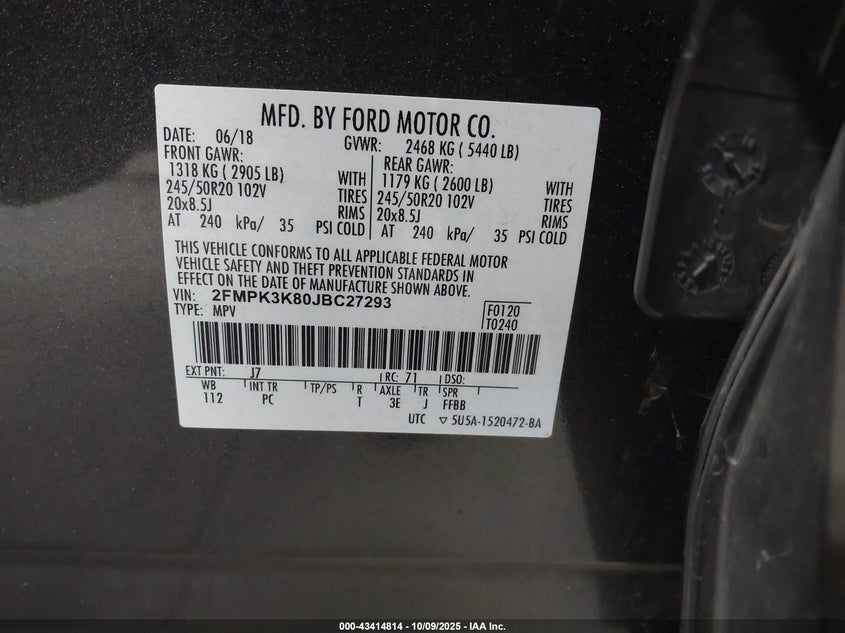 MFD. BY FORD MOTOR CO.
DATE: 06/18 GVWR: 2468 KG ( 5440 LB)
FRONT GAWR: REAR GAWR:
1318 KG ( 2905 LB) WITH 1179 KG ( 2600 LB) WITH
245/50R20 102V TIRES 245/50R20 102V TIRES
20x8.5J RIMS 20x8.5J RIMS
AT 240 kPa/ 35 PSI COLD AT 240 kPa/ 35 PSI COLD
THIS VEHICLE CONFORMS TO ALL APPLICABLE FEDERAL MOTOR
VEHICLE SAFETY AND THEFT PREVENTION STANDARDS IN
EFFECT ON THE DATE OF MANUFACTURE SHOWN ABOVE.
VIN: 2FMPK3K80JBC27293 F0120
TYPE: MPV T0240
EXT PNT: J7 RC: 71 DSO:
WB INT TR TP/PS R AXLE TR SPR
112 PC T 3E J FFBB
UTC ▽ 5U5A-1520472-BA
000-43414814 - 10/09/2025 - IAA Inc.